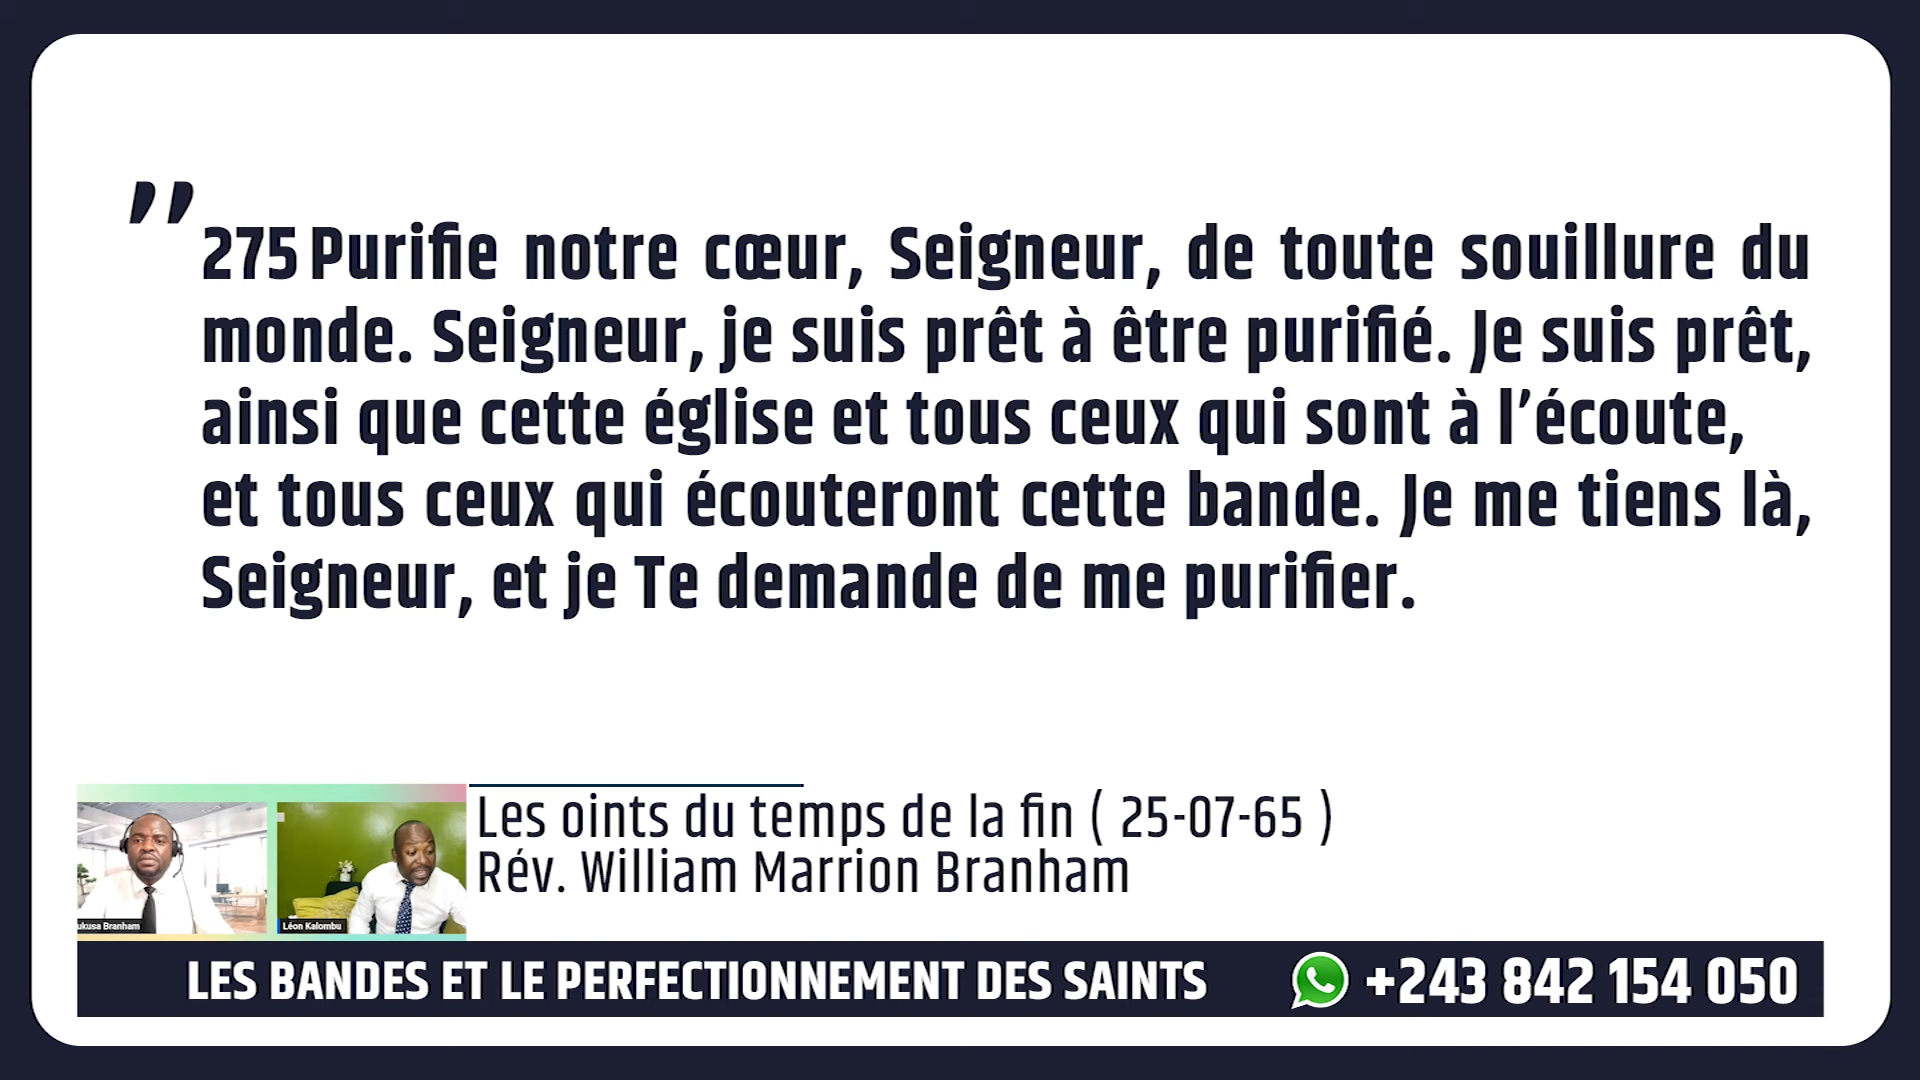 ”
275 Purifie notre cœur, Seigneur, de toute souillure du
monde. Seigneur, je suis prêt à être purifié. Je suis prêt,
ainsi que cette église et tous ceux qui sont à l’écoute,
et tous ceux qui écouteront cette bande. Je me tiens là,
Seigneur, et je Te demande de me purifier.
Les oints du temps de la fin ( 25-07-65 )
Rév. William Marrion Branham
ukusa Branham
Léon Kalombu
LES BANDES ET LE PERFECTIONNEMENT DES SAINTS
+243 842 154 050